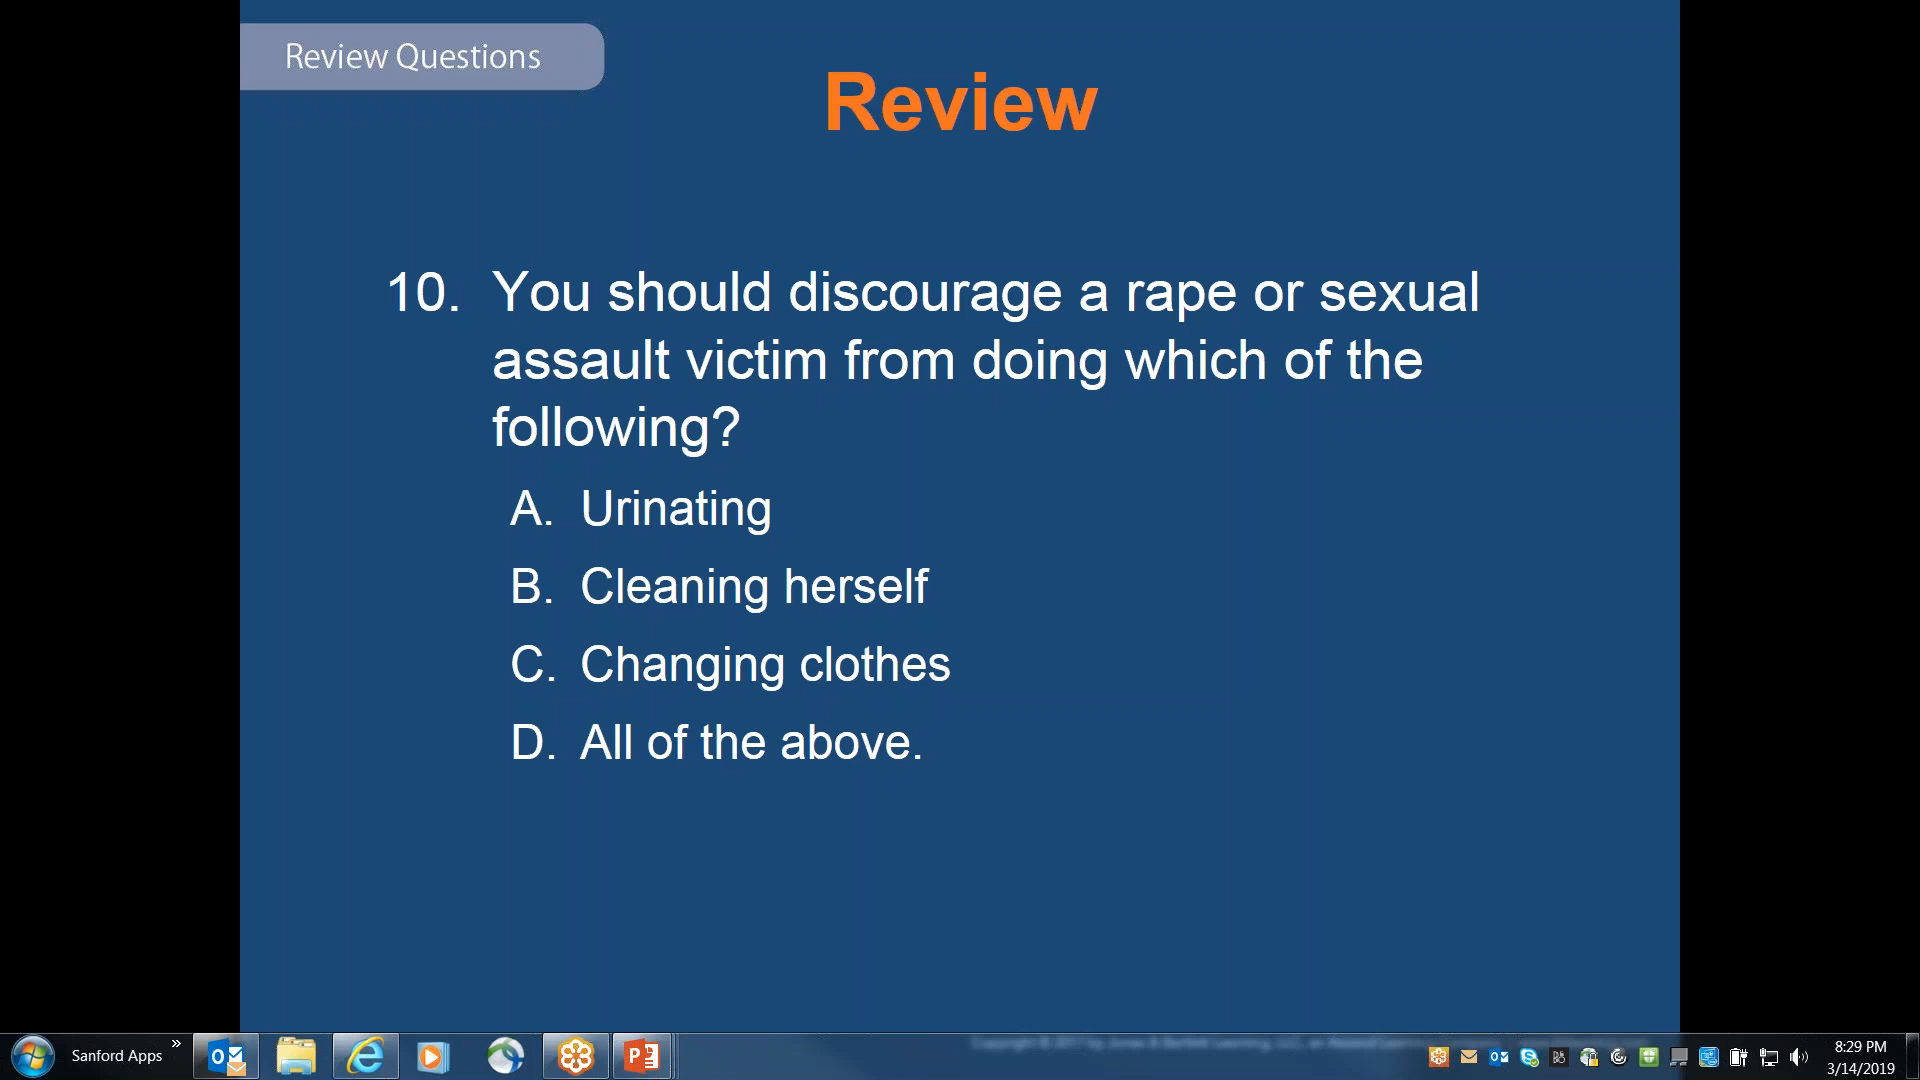 Review Questions
Review
10. You should discourage a rape or sexual
assault victim from doing which of the
following?
A. Urinating
B. Cleaning herself
C. Changing clothes
D. All of the above.
Sanford Apps »
8:29 PM
3/14/2019